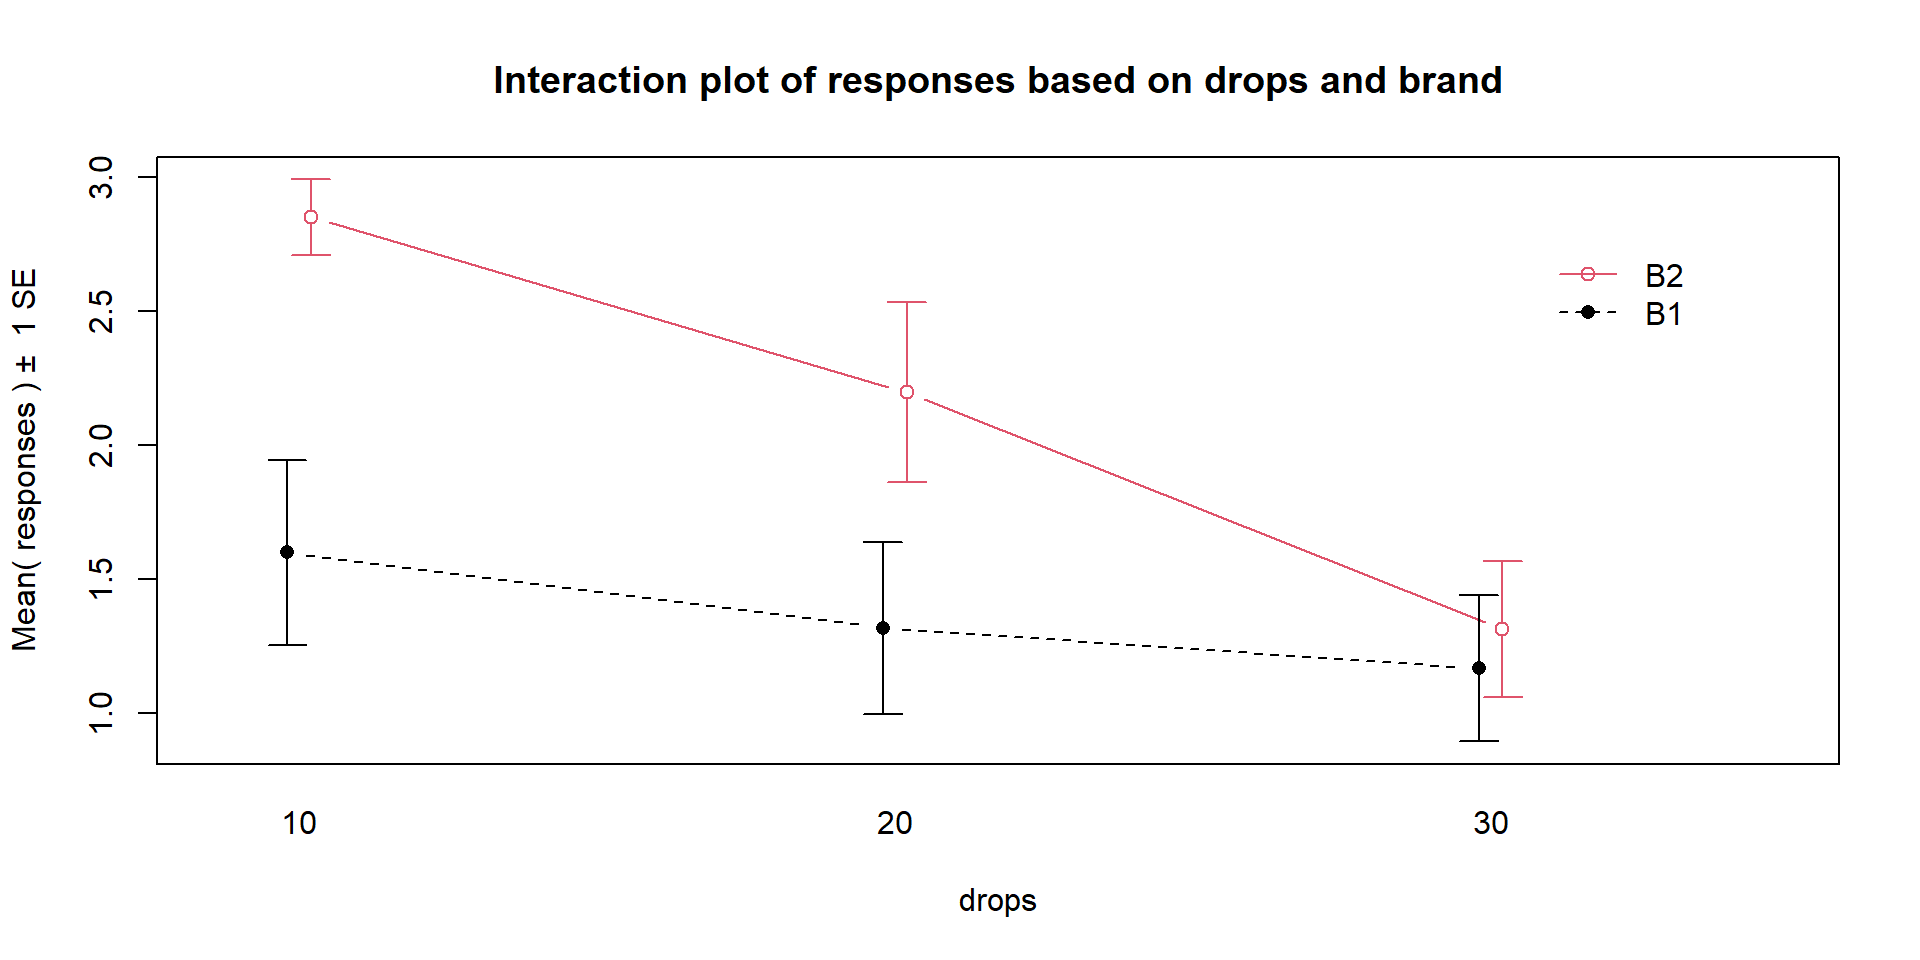 Interaction plot of responses based on drops and brand
Mean( responses ) ± 1 SE
3.0
2.5
2.0
1.5
1.0
B2
B1
10 20 30
drops